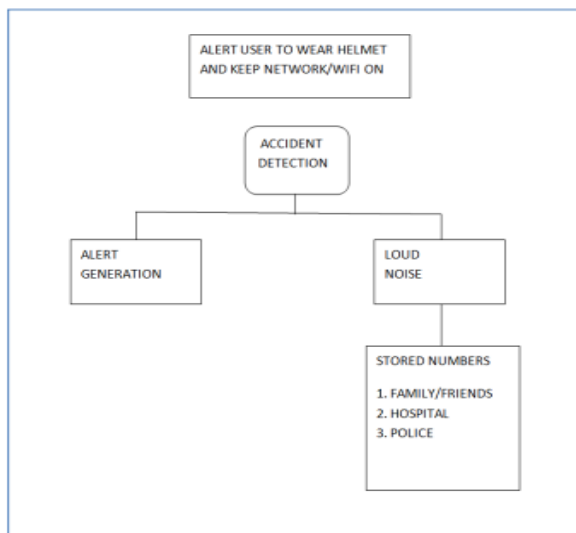 ALERT USER TO WEAR HELMET
AND KEEP NETWORK/WIFI ON
ACCIDENT
DETECTION
ALERT
GENERATION
LOUD
NOISE
STORED NUMBERS
1. FAMILY/FRIENDS
2. HOSPITAL
3. POLICE